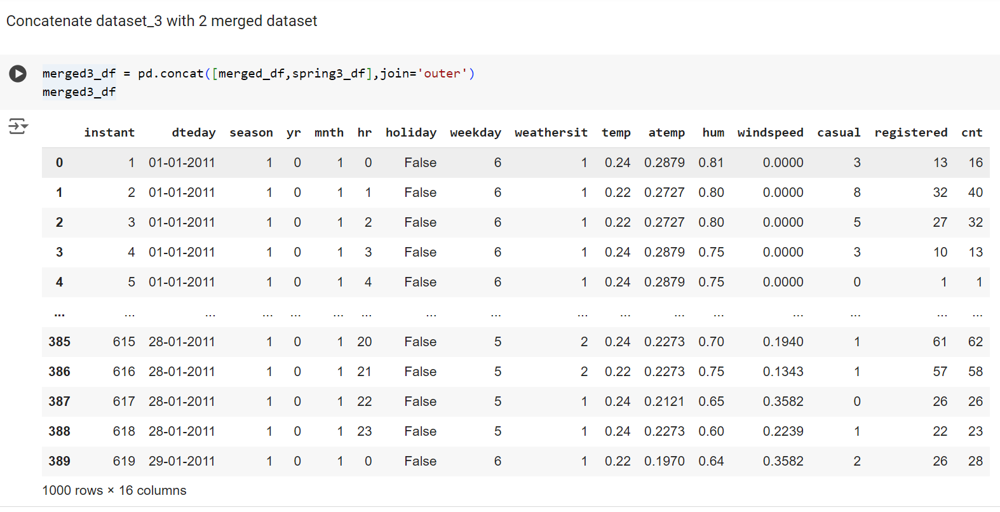 Concatenate dataset_3 with 2 merged dataset
merged3_df = pd.concat([merged_df,spring3_df],join='outer')
merged3_df
instant dteday season yr mnth hr holiday weekday weathersit temp atemp hum windspeed casual registered cnt
0 1 01-01-2011 1 0 1 0 False 6 1 0.24 0.2879 0.81 0.0000 3 13 16
1 2 01-01-2011 1 0 1 1 False 6 1 0.22 0.2727 0.80 0.0000 8 32 40
2 3 01-01-2011 1 0 1 2 False 6 1 0.22 0.2727 0.80 0.0000 5 27 32
3 4 01-01-2011 1 0 1 3 False 6 1 0.24 0.2879 0.75 0.0000 3 10 13
4 5 01-01-2011 1 0 1 4 False 6 1 0.24 0.2879 0.75 0.0000 0 1 1
... ... ... ... ... ... ... ... ... ... ... ... ... ... ... ... ...
385 615 28-01-2011 1 0 1 20 False 5 2 0.24 0.2273 0.70 0.1940 1 61 62
386 616 28-01-2011 1 0 1 21 False 5 2 0.22 0.2273 0.75 0.1343 1 57 58
387 617 28-01-2011 1 0 1 22 False 5 1 0.24 0.2121 0.65 0.3582 0 26 26
388 618 28-01-2011 1 0 1 23 False 5 1 0.24 0.2273 0.60 0.2239 1 22 23
389 619 29-01-2011 1 0 1 0 False 6 1 0.22 0.1970 0.64 0.3582 2 26 28
1000 rows × 16 columns